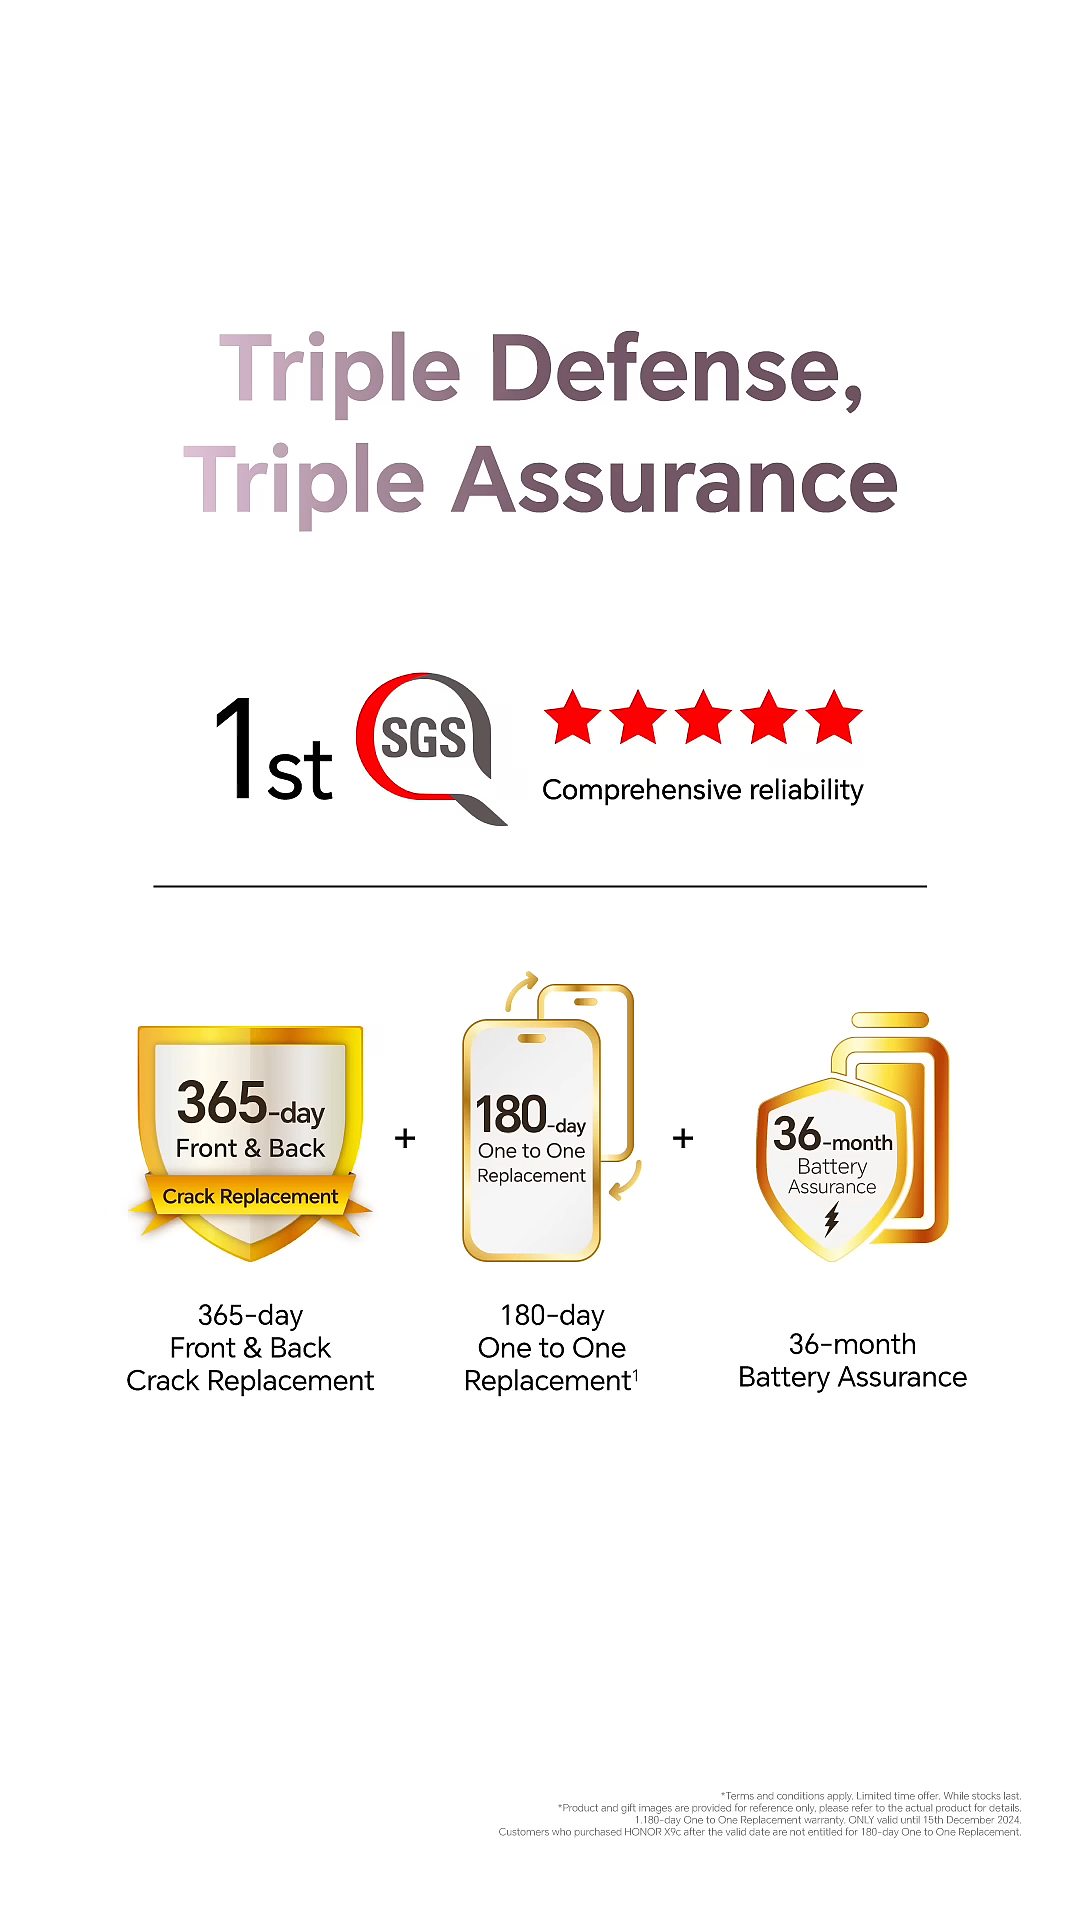 Triple Defense,
Triple Assurance
1st
SGS
Comprehensive reliability
365-day
Front & Back
Crack Replacement
+
180-day
One to One
Replacement
+
36-month
Battery
Assurance
365-day
Front & Back
Crack Replacement
180-day
One to One
Replacement¹
36-month
Battery Assurance
*Terms and conditions apply. Limited time offer. While stocks last.
*Product and gift images are provided for reference only, please refer to the actual product for details.
1.180-day One to One Replacement warranty. ONLY valid until 15th December 2024.
Customers who purchased HONOR X9c after the valid date are not entitled for 180-day One to One Replacement.